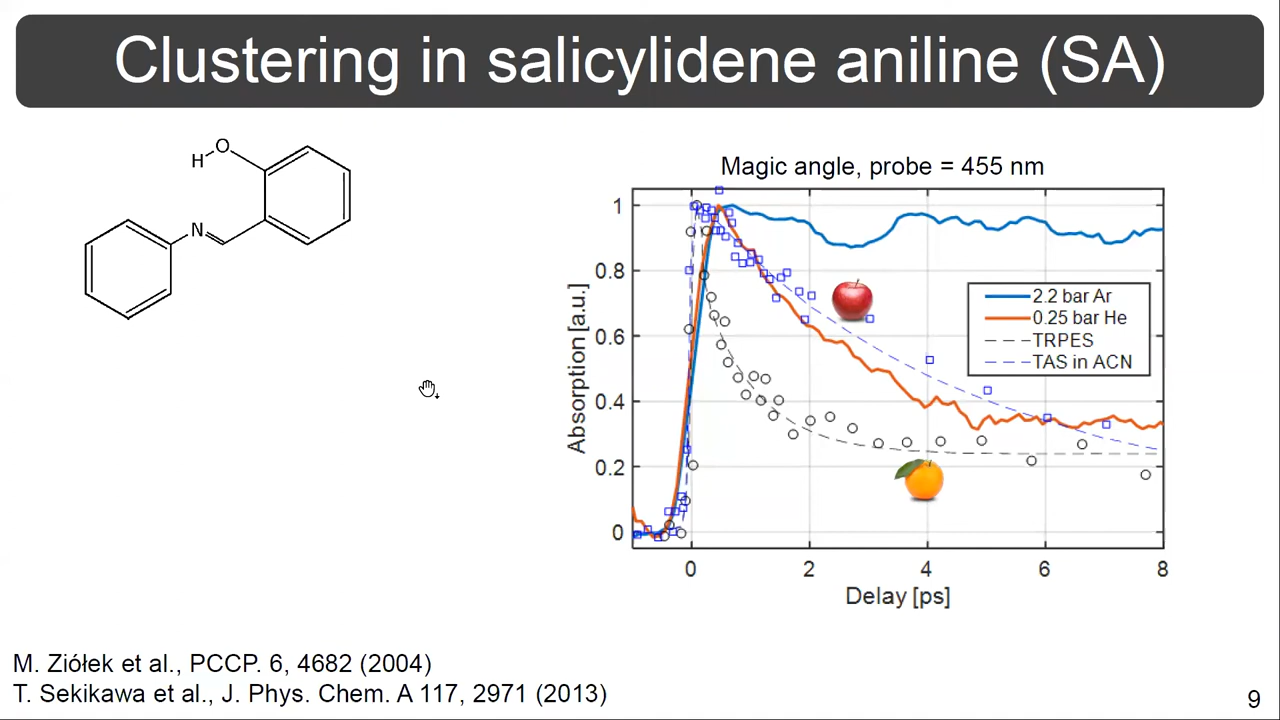 Clustering in salicylidene aniline (SA)
H
O
N
Magic angle, probe = 455 nm
1
0.8
0.6
0.4
0.2
0
Absorption [a.u.]
2.2 bar Ar
0.25 bar He
TRPES
TAS in ACN
0 2 4 6 8
Delay [ps]
M. Ziółek et al., PCCP. 6, 4682 (2004)
T. Sekikawa et al., J. Phys. Chem. A 117, 2971 (2013)
9